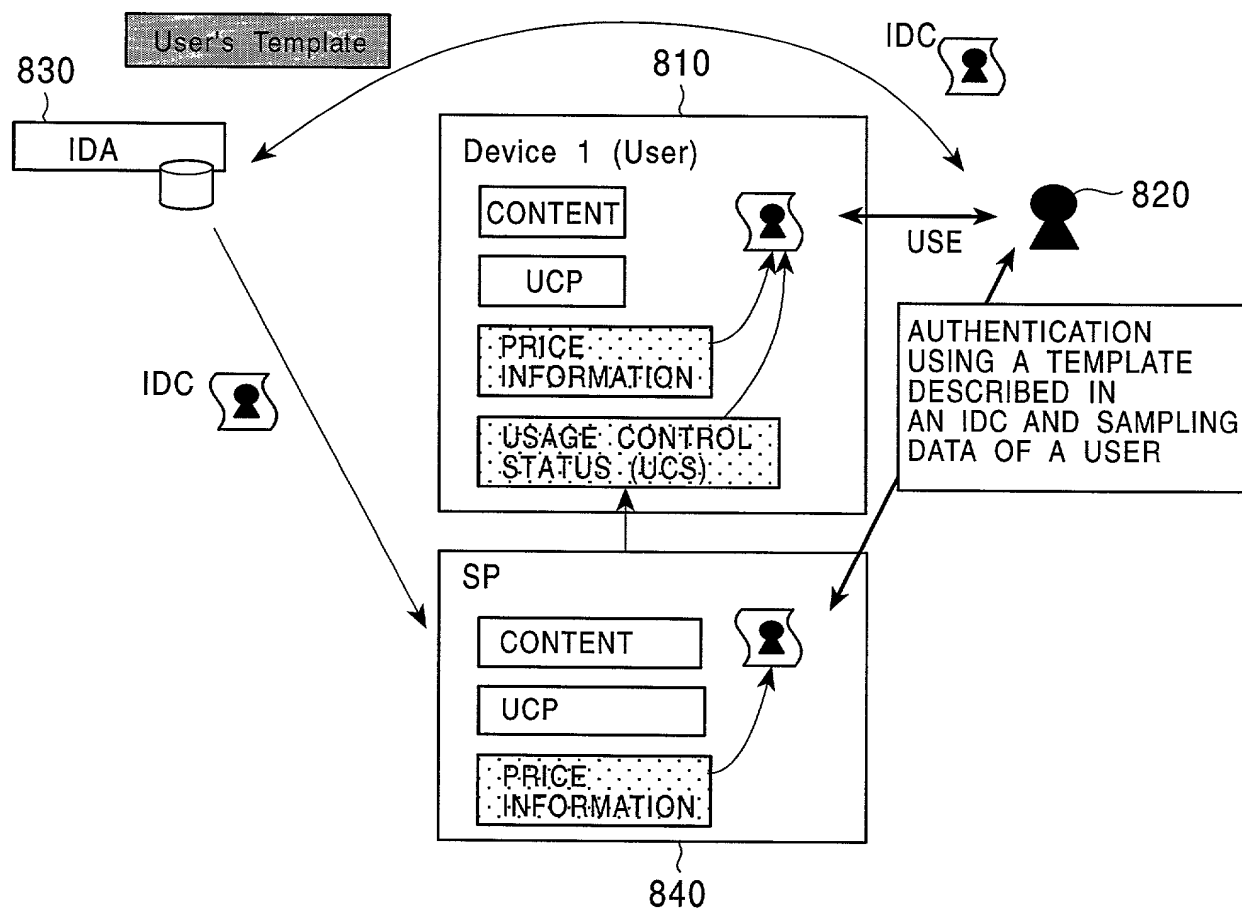 User's Template
IDC
830
810
IDA
Device 1 (User)
CONTENT
820
USE
UCP
PRICE
INFORMATION
AUTHENTICATION
USING A TEMPLATE
DESCRIBED IN
AN IDC AND SAMPLING
DATA OF A USER
IDC
USAGE CONTROL
STATUS (UCS)
SP
CONTENT
UCP
PRICE
INFORMATION
840